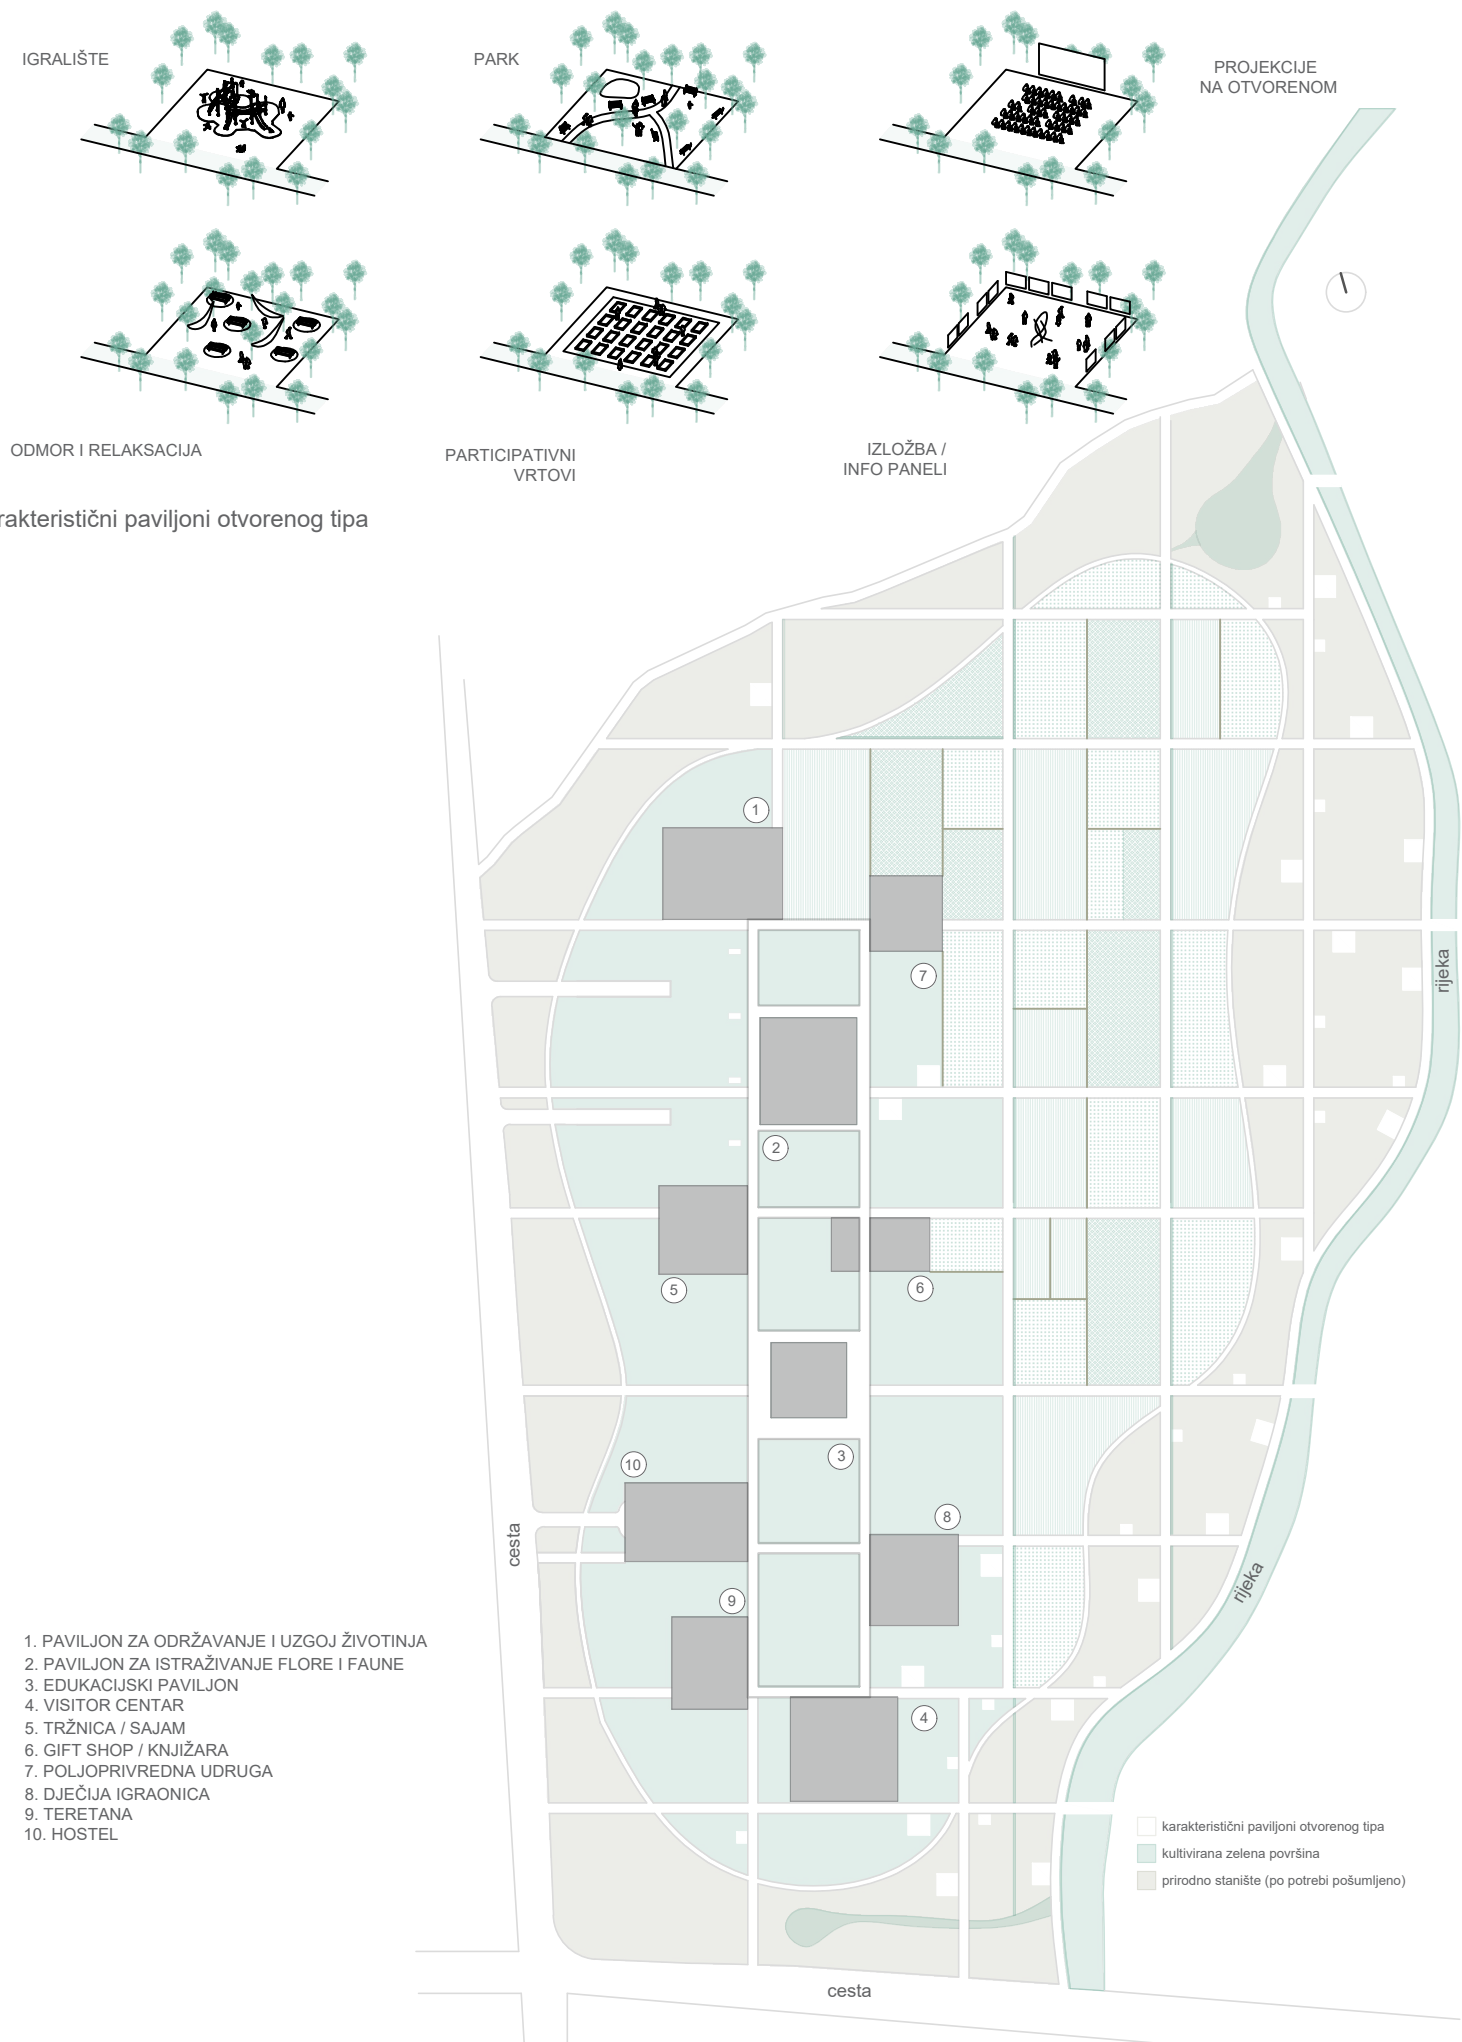 IGRALIŠTE
PARK
PROJEKCIJE
NA OTVORENOM
ODMOR I RELAKSACIJA
PARTICIPATIVNI
VRTOVI
IZLOŽBA /
INFO PANELI
rakteristični paviljoni otvorenog tipa
1
7
rijeka
2
5
6
3
10
8
cesta
rijeka
9
4
1. PAVILJON ZA ODRŽAVANJE I UZGOJ ŽIVOTINJA
2. PAVILJON ZA ISTRAŽIVANJE FLORE I FAUNE
3. EDUKACIJSKI PAVILJON
4. VISITOR CENTAR
5. TRŽNICA / SAJAM
6. GIFT SHOP / KNJIŽARA
7. POLJOPRIVREDNA UDRUGA
8. DJEČIJA IGRAONICA
9. TERETANA
10. HOSTEL
karakteristični paviljoni otvorenog tipa
kultivirana zelena površina
prirodno stanište (po potrebi pošumljeno)
cesta